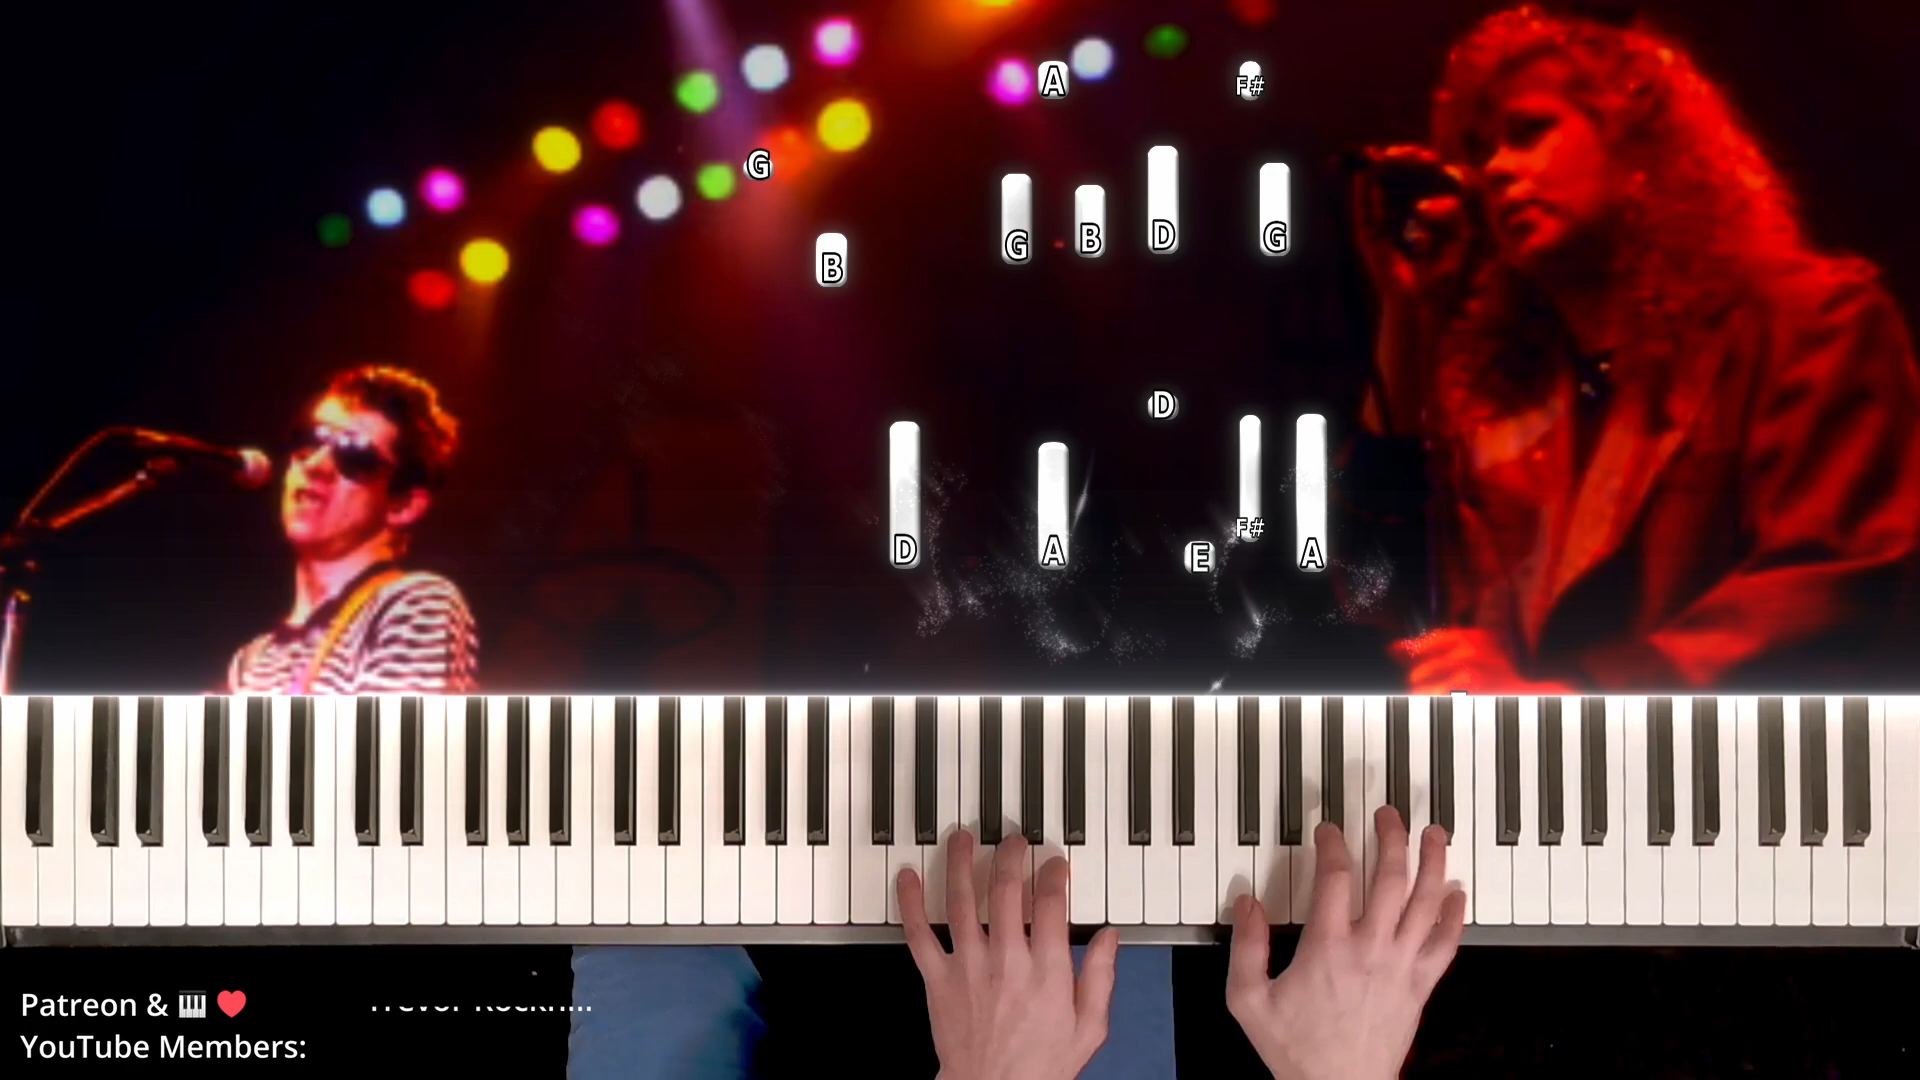 A F#
G
G B D G
B
D
D A E F# A
Patreon & 🎹 ❤️
YouTube Members: